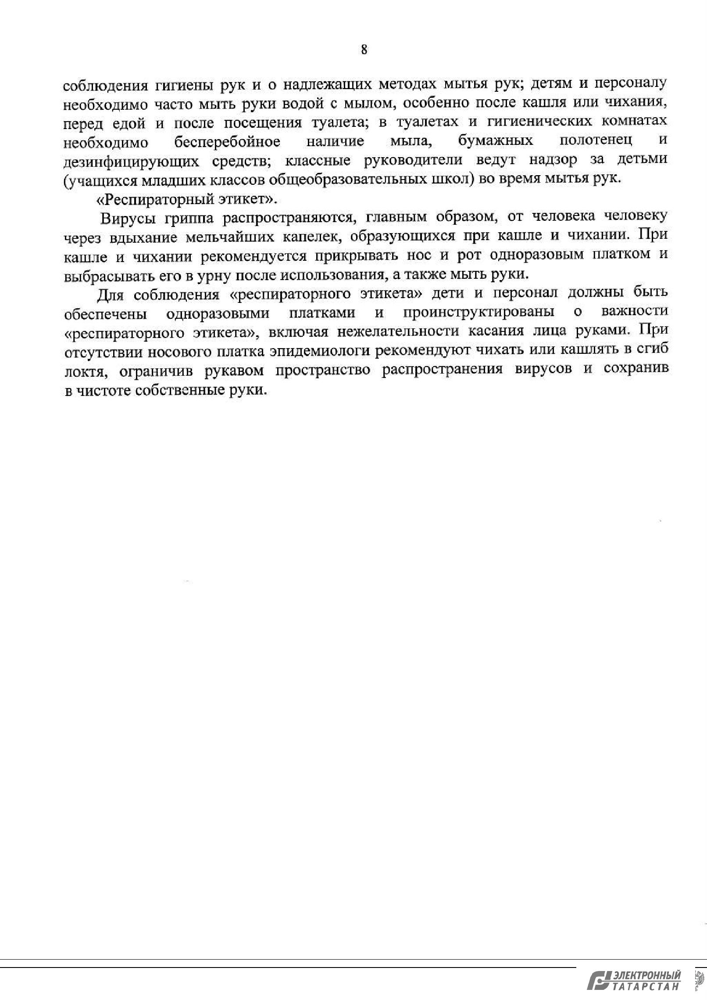 8
соблюдения гигиены рук и о надлежащих методах мытья рук; детям и персоналу
необходимо часто мыть руки водой с мылом, особенно после кашля или чихания,
перед едой и после посещения туалета; в туалетах и гигиенических комнатах
необходимо бесперебойное наличие мыла, бумажных полотенец и
дезинфицирующих средств; классные руководители ведут надзор за детьми
(учащихся младших классов общеобразовательных школ) во время мытья рук.
«Респираторный этикет».
Вирусы гриппа распространяются, главным образом, от человека человеку
через вдыхание мельчайших капелек, образующихся при кашле и чихании. При
кашле и чихании рекомендуется прикрывать нос и рот одноразовым платком и
выбрасывать его в урну после использования, а также мыть руки.
Для соблюдения «респираторного этикета» дети и персонал должны быть
обеспечены одноразовыми платками и проинструктированы о важности
«респираторного этикета», включая нежелательности касания лица руками. При
отсутствии носового платка эпидемиологи рекомендуют чихать или кашлять в сгиб
локтя, ограничив рукавом пространство распространения вирусов и сохранив
в чистоте собственные руки.
ЭЛЕКТРОННЫЙ
ТАТАРСТАН